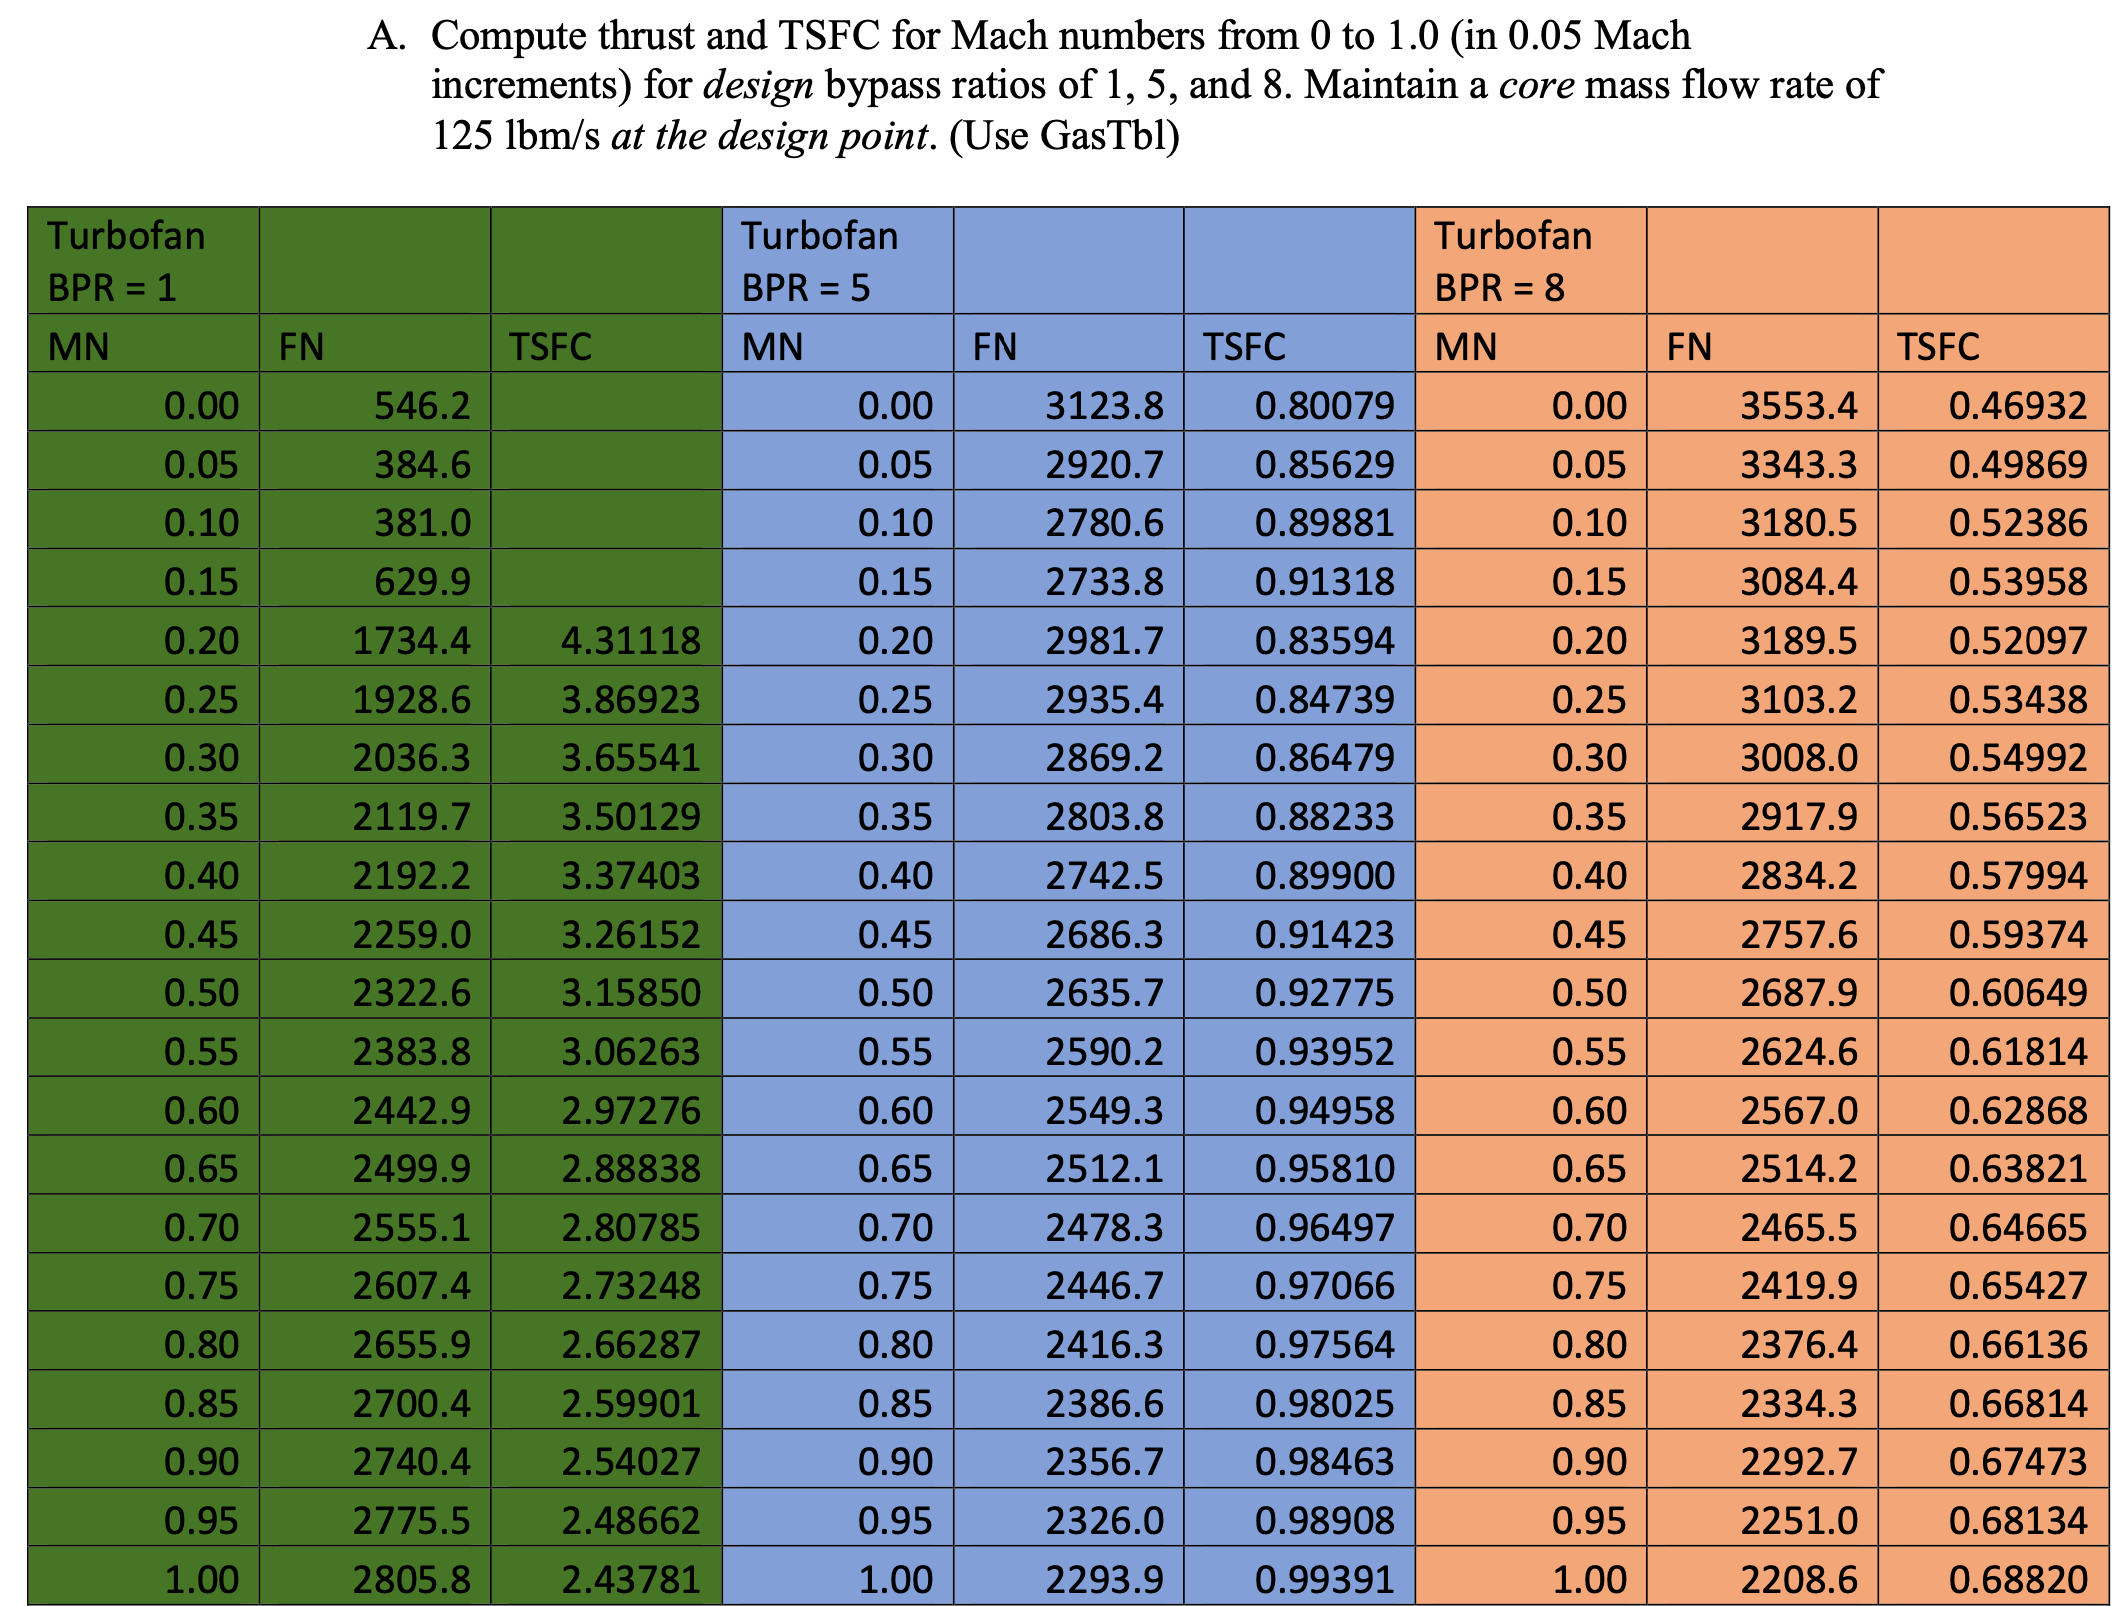 A. Compute thrust and TSFC for Mach numbers from 0 to 1.0 (in 0.05 Mach
increments) for design bypass ratios of 1, 5, and 8. Maintain a core mass flow rate of
125 lbm/s at the design point. (Use GasTbl)
Turbofan Turbofan Turbofan
BPR = 1 BPR = 5 BPR = 8
MN FN TSFC MN FN TSFC MN FN TSFC
0.00 546.2 0.00 3123.8 0.80079 0.00 3553.4 0.46932
0.05 384.6 0.05 2920.7 0.85629 0.05 3343.3 0.49869
0.10 381.0 0.10 2780.6 0.89881 0.10 3180.5 0.52386
0.15 629.9 0.15 2733.8 0.91318 0.15 3084.4 0.53958
0.20 1734.4 4.31118 0.20 2981.7 0.83594 0.20 3189.5 0.52097
0.25 1928.6 3.86923 0.25 2935.4 0.84739 0.25 3103.2 0.53438
0.30 2036.3 3.65541 0.30 2869.2 0.86479 0.30 3008.0 0.54992
0.35 2119.7 3.50129 0.35 2803.8 0.88233 0.35 2917.9 0.56523
0.40 2192.2 3.37403 0.40 2742.5 0.89900 0.40 2834.2 0.57994
0.45 2259.0 3.26152 0.45 2686.3 0.91423 0.45 2757.6 0.59374
0.50 2322.6 3.15850 0.50 2635.7 0.92775 0.50 2687.9 0.60649
0.55 2383.8 3.06263 0.55 2590.2 0.93952 0.55 2624.6 0.61814
0.60 2442.9 2.97276 0.60 2549.3 0.94958 0.60 2567.0 0.62868
0.65 2499.9 2.88838 0.65 2512.1 0.95810 0.65 2514.2 0.63821
0.70 2555.1 2.80785 0.70 2478.3 0.96497 0.70 2465.5 0.64665
0.75 2607.4 2.73248 0.75 2446.7 0.97066 0.75 2419.9 0.65427
0.80 2655.9 2.66287 0.80 2416.3 0.97564 0.80 2376.4 0.66136
0.85 2700.4 2.59901 0.85 2386.6 0.98025 0.85 2334.3 0.66814
0.90 2740.4 2.54027 0.90 2356.7 0.98463 0.90 2292.7 0.67473
0.95 2775.5 2.48662 0.95 2326.0 0.98908 0.95 2251.0 0.68134
1.00 2805.8 2.43781 1.00 2293.9 0.99391 1.00 2208.6 0.68820